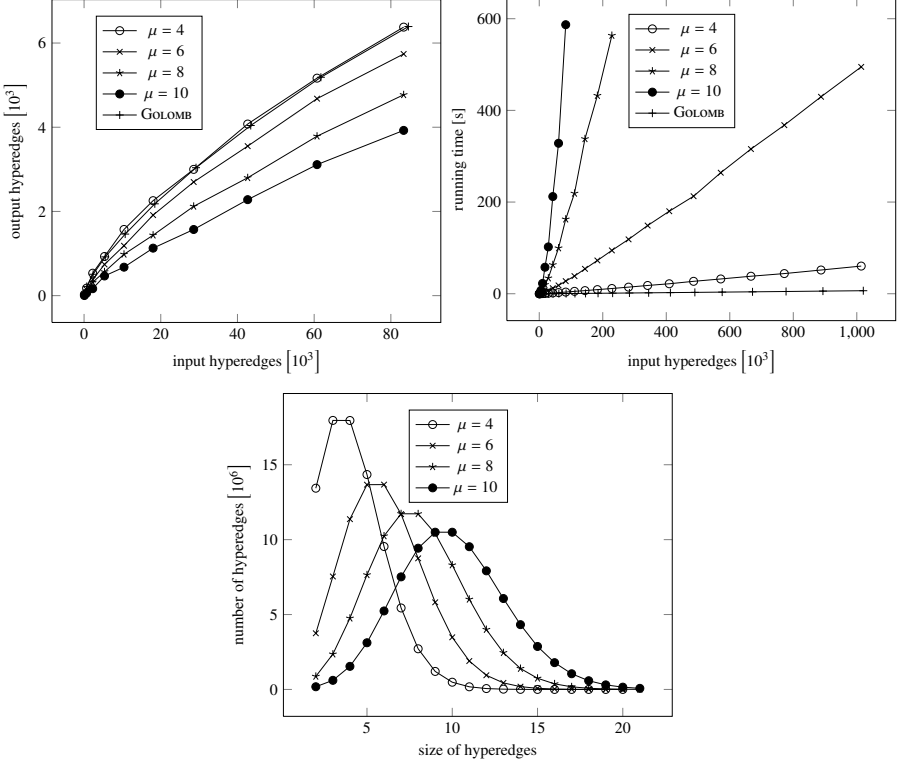 μ = 4
μ = 6
μ = 8
μ = 10
Golomb
6
4
2
0
0 20 40 60 80
output hyperedges [10³]
input hyperedges [10³]
μ = 4
μ = 6
μ = 8
μ = 10
Golomb
600
400
200
0
0 200 400 600 800 1,000
running time [s]
input hyperedges [10³]
μ = 4
μ = 6
μ = 8
μ = 10
15
10
5
0
5 10 15 20
number of hyperedges [10⁶]
size of hyperedges